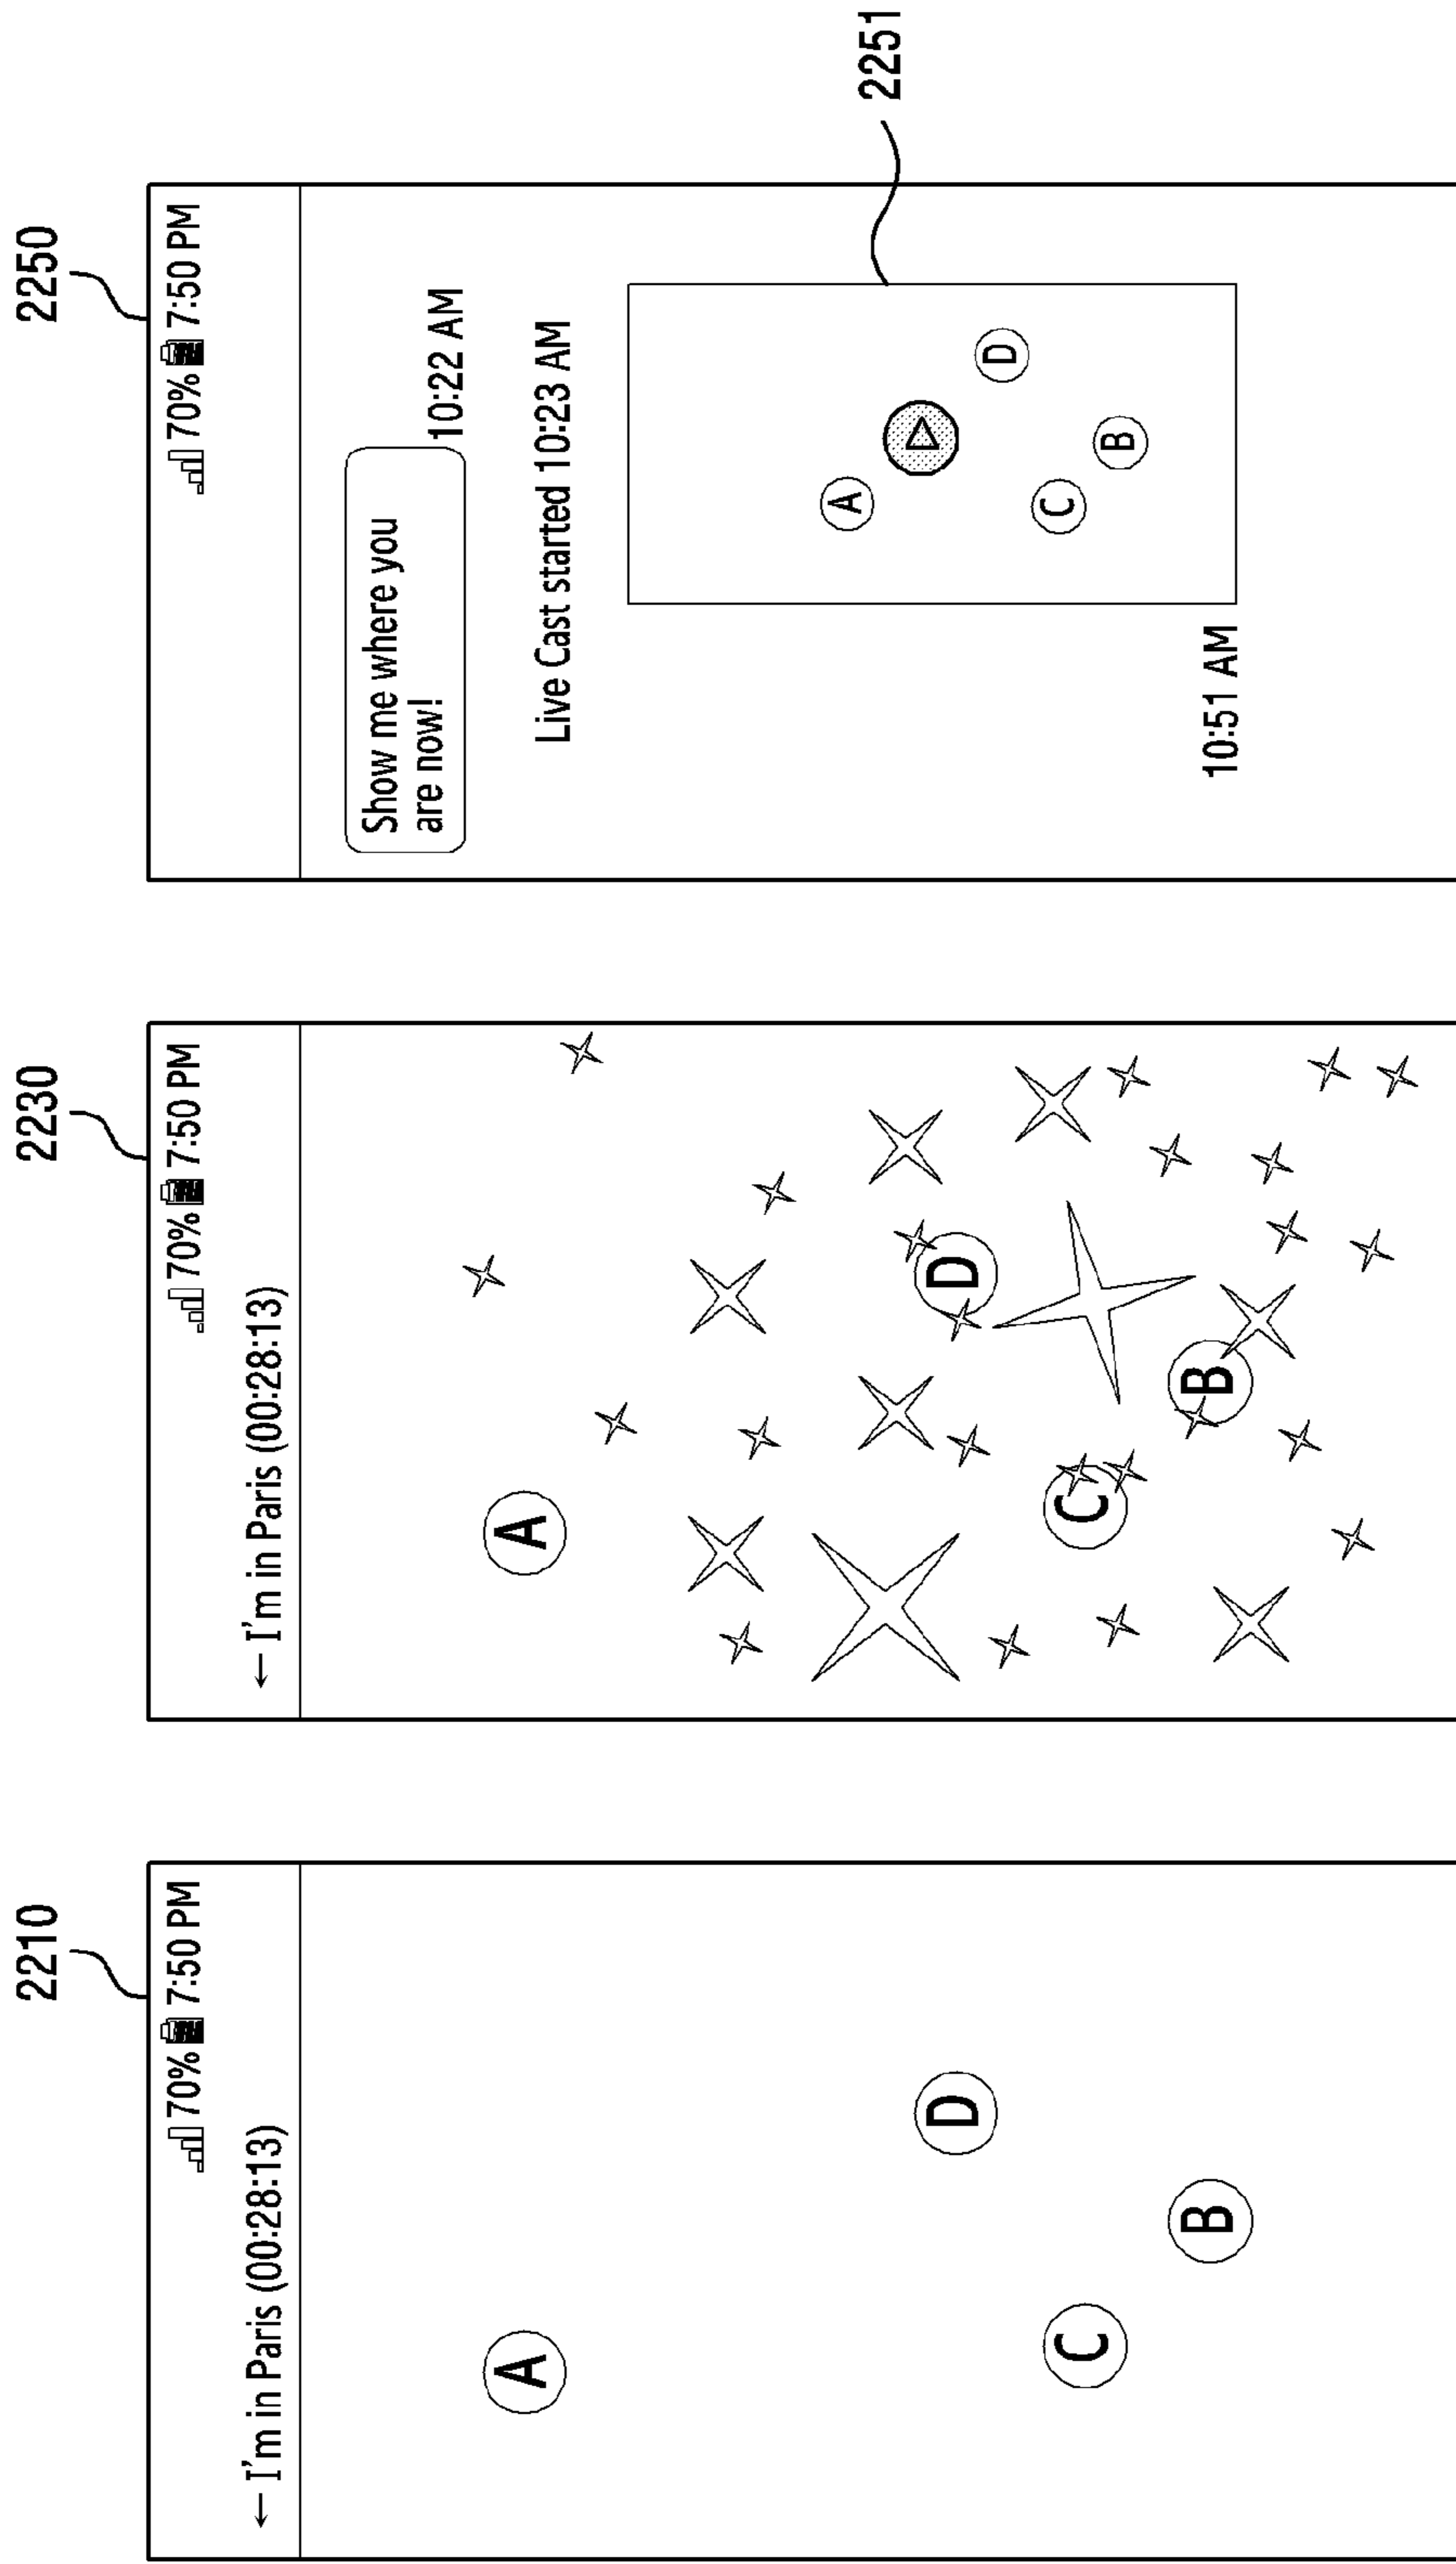 2210
70% 7:50 PM
← I'm in Paris (00:28:13)
A
D
C
B
2230
70% 7:50 PM
← I'm in Paris (00:28:13)
A
D
C
B
2250
70% 7:50 PM
Show me where you
are now!
10:22 AM
Live Cast started 10:23 AM
A
D
C
B
10:51 AM
2251